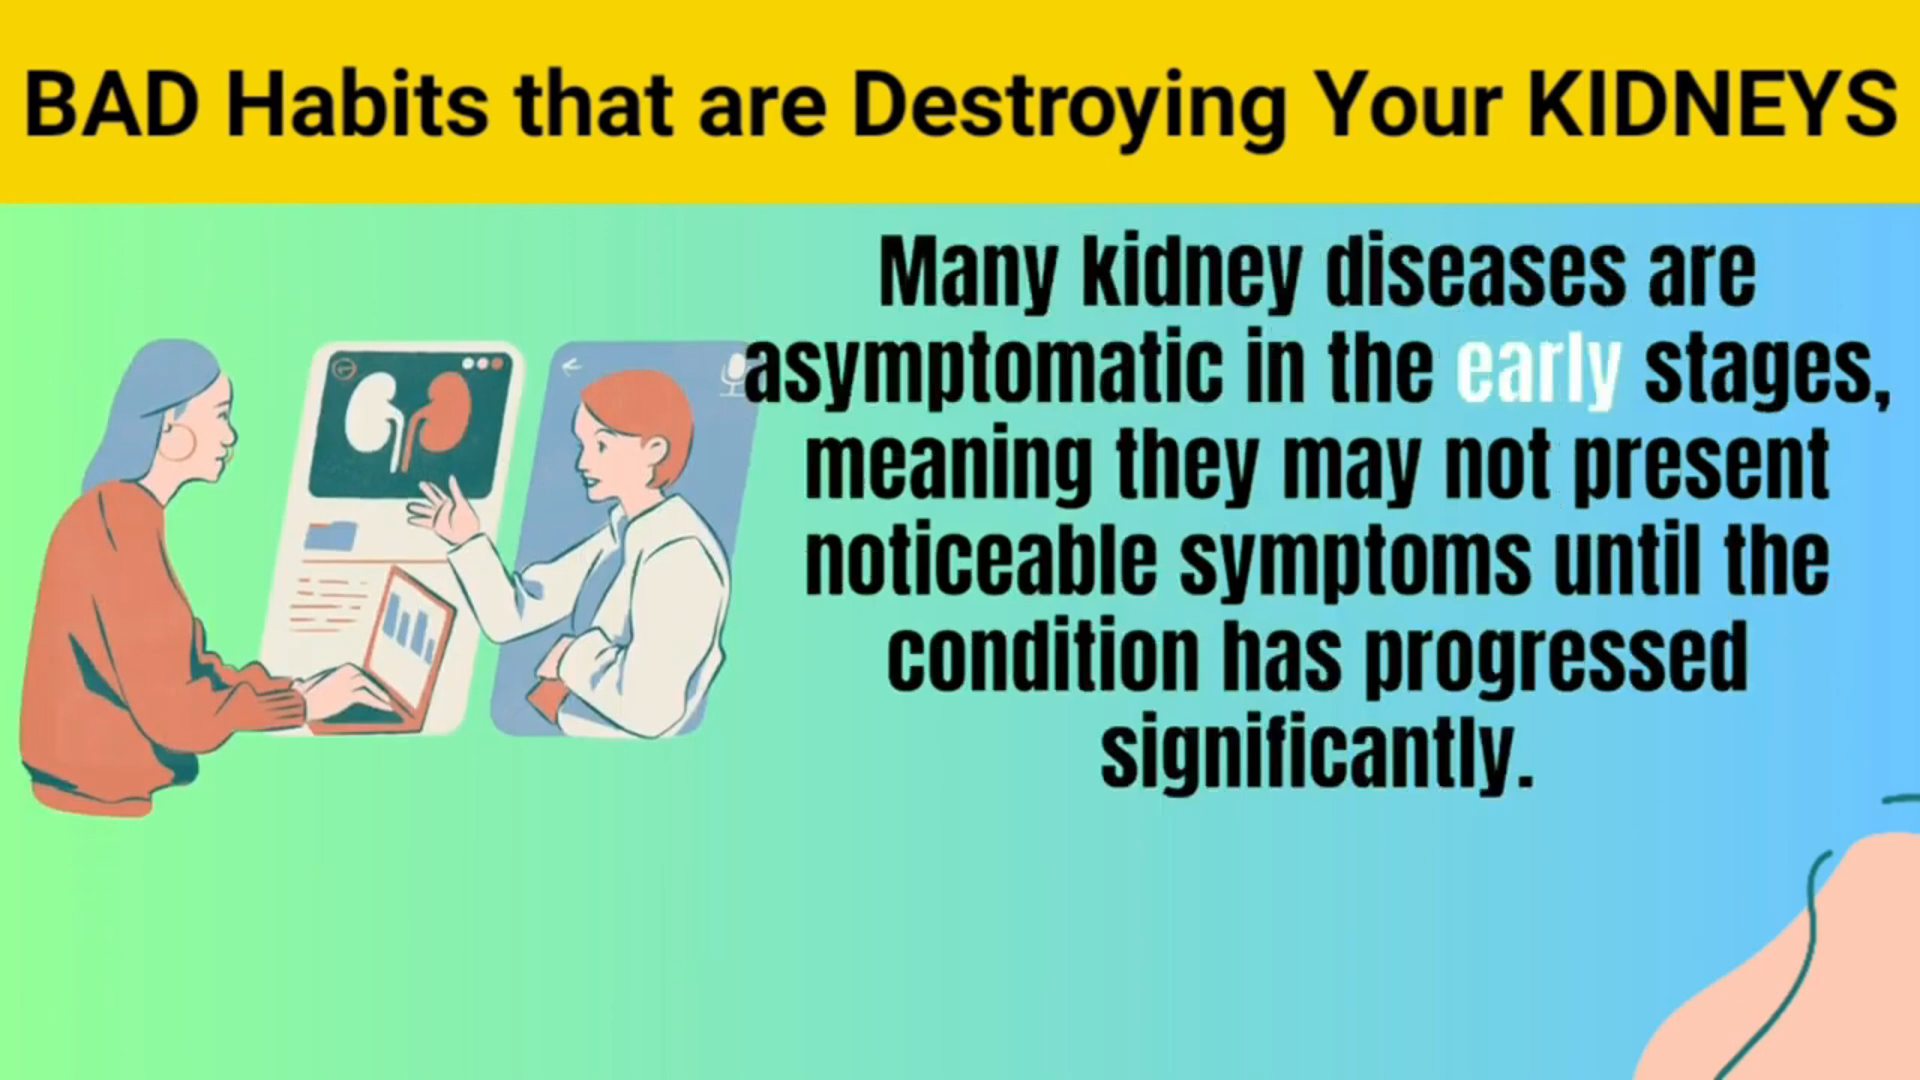 BAD Habits that are Destroying Your KIDNEYS
Many kidney diseases are
asymptomatic in the early stages,
meaning they may not present
noticeable symptoms until the
condition has progressed
significantly.